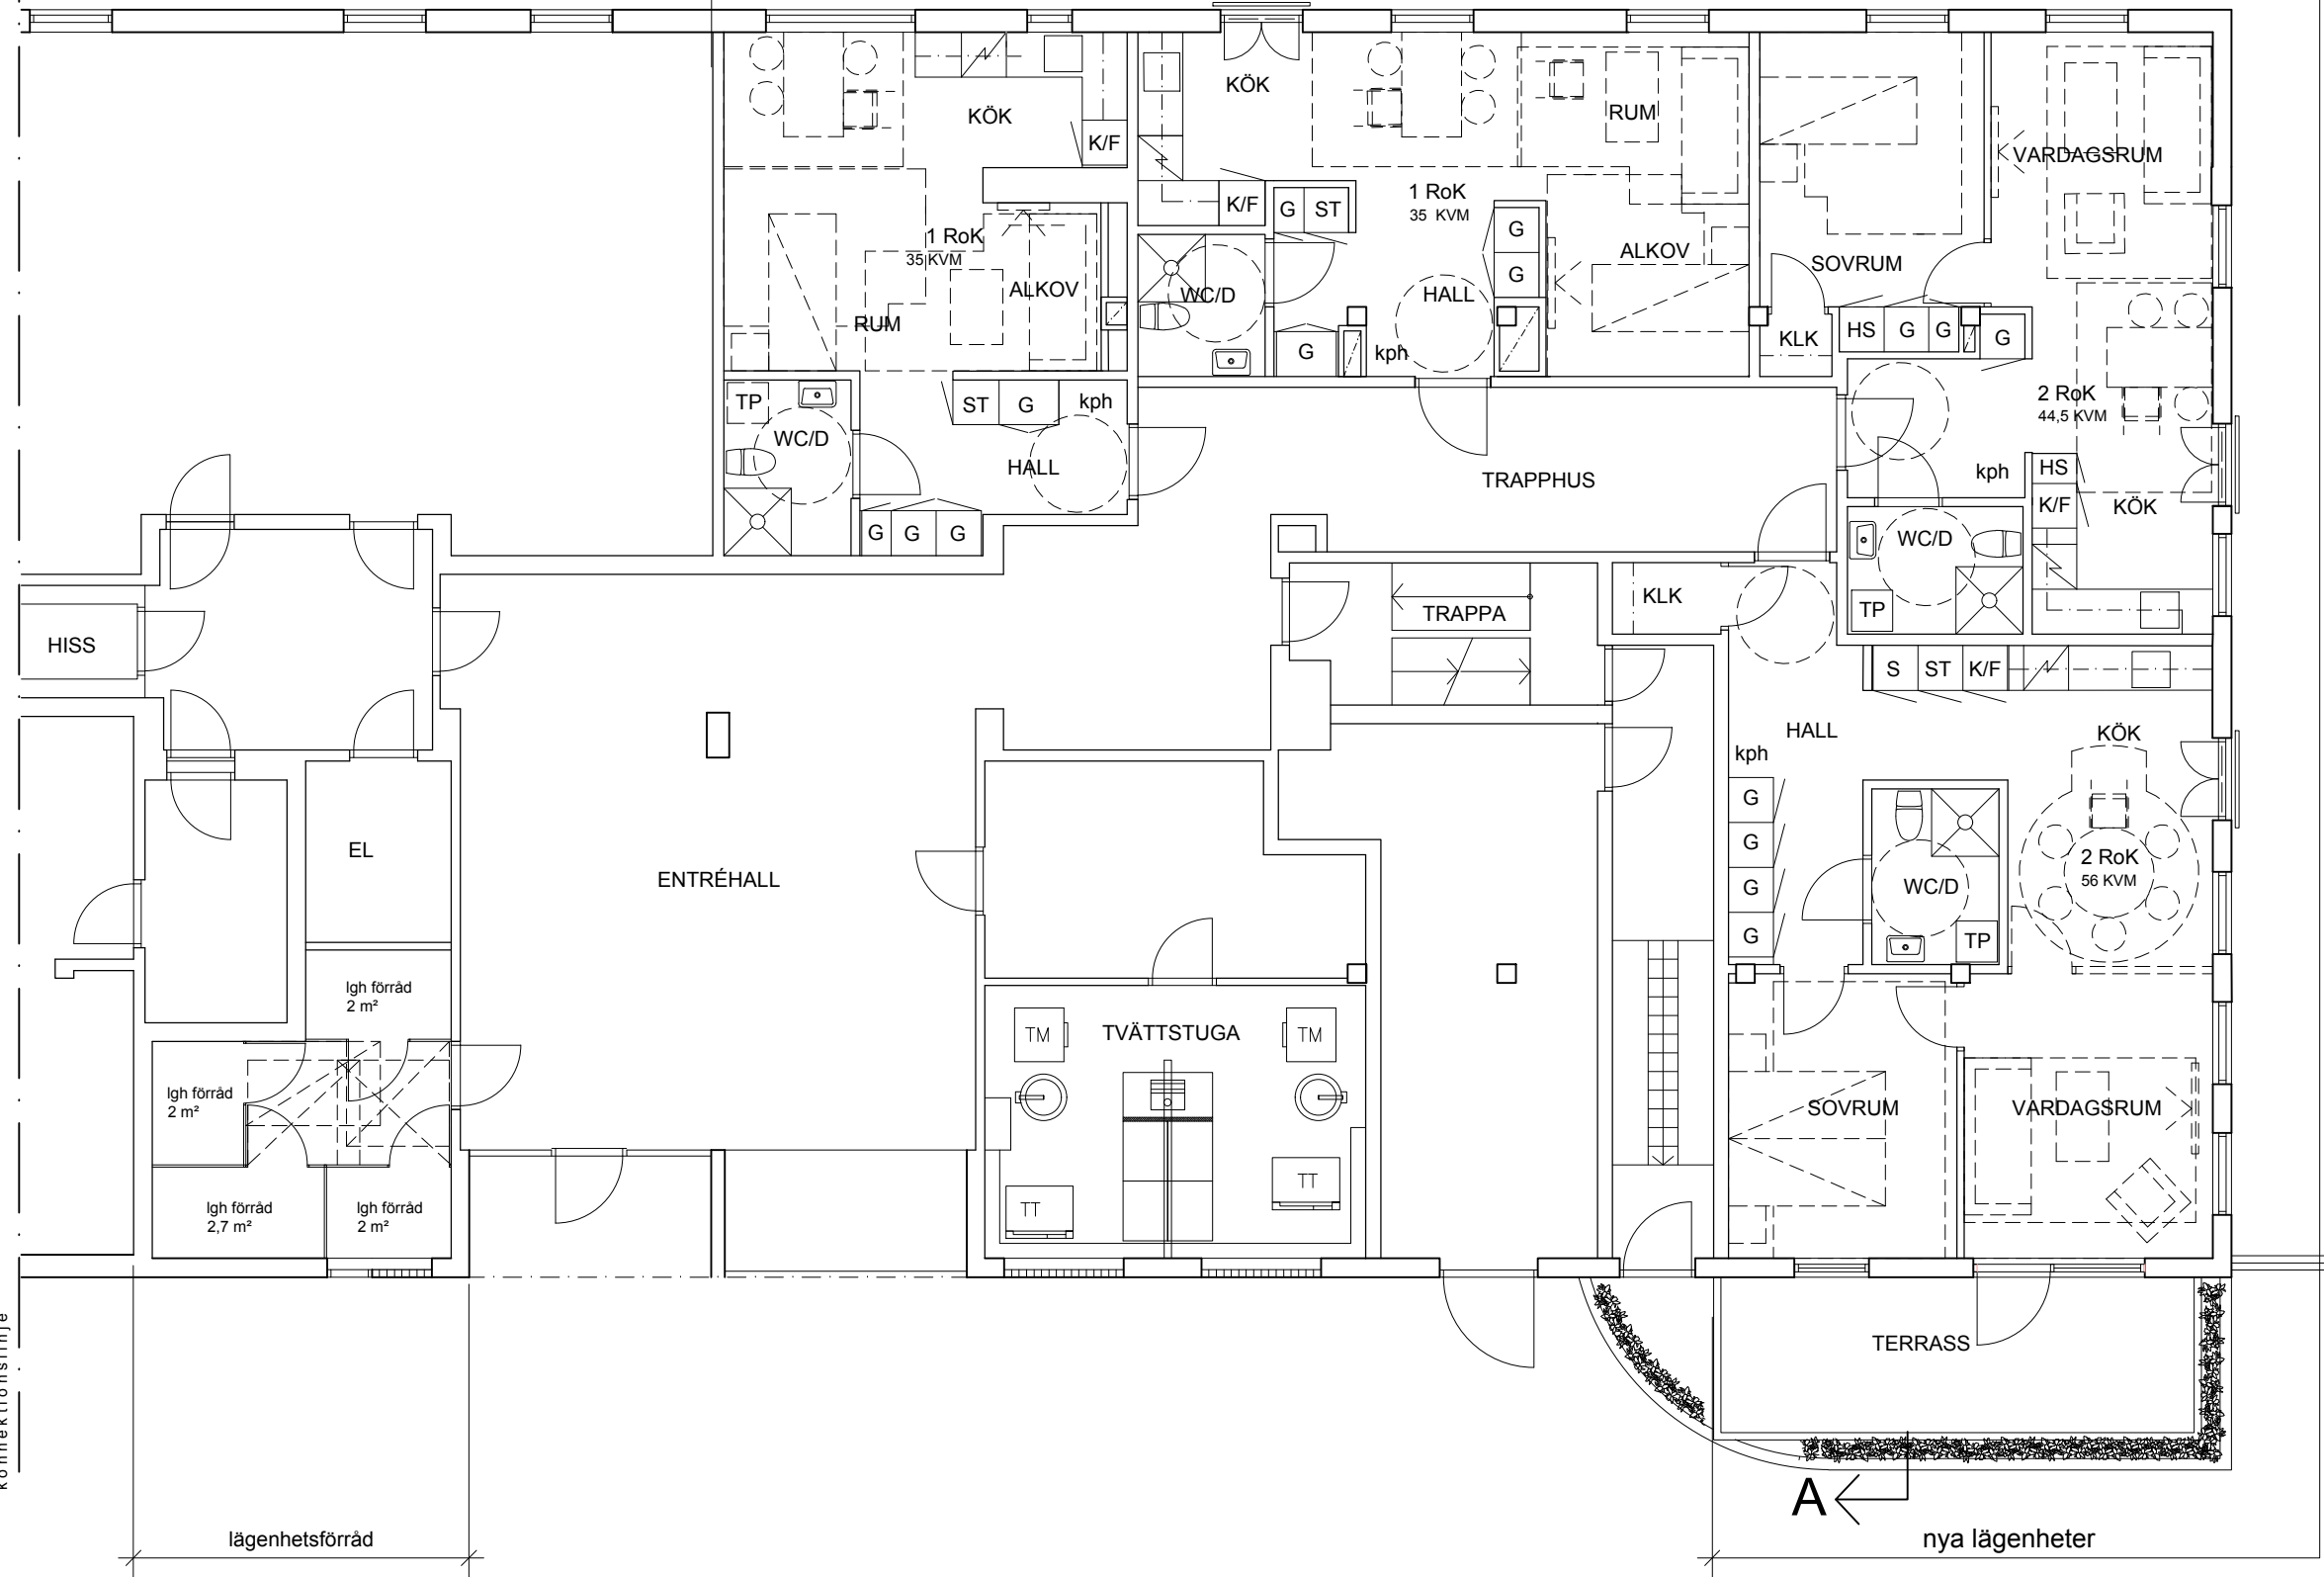 KÖK
K/F
1 RoK
35 KVM
ALKOV
RUM
TP
WC/D
ST
G
kph
HALL
G
G
G
KÖK
K/F
G
ST
1 RoK
35 KVM
RUM
G
G
ALKOV
WC/D
HALL
G
kph
SOVRUM
VARDAGSRUM
KLK
HS
G
G
G
2 RoK
44,5 KVM
kph
HS
K/F
KÖK
WC/D
TP
TRAPPHUS
KLK
TRAPPA
HISS
S
ST
K/F
HALL
kph
KÖK
G
G
G
G
WC/D
TP
2 RoK
56 KVM
EL
ENTRÉHALL
lgh förråd
2 m²
lgh förråd
2 m²
lgh förråd
2,7 m²
lgh förråd
2 m²
TM
TVÄTTSTUGA
TM
TT
TT
SOVRUM
VARDAGSRUM
TERRASS
A
konnektionslinje
lägenhetsförråd
nya lägenheter